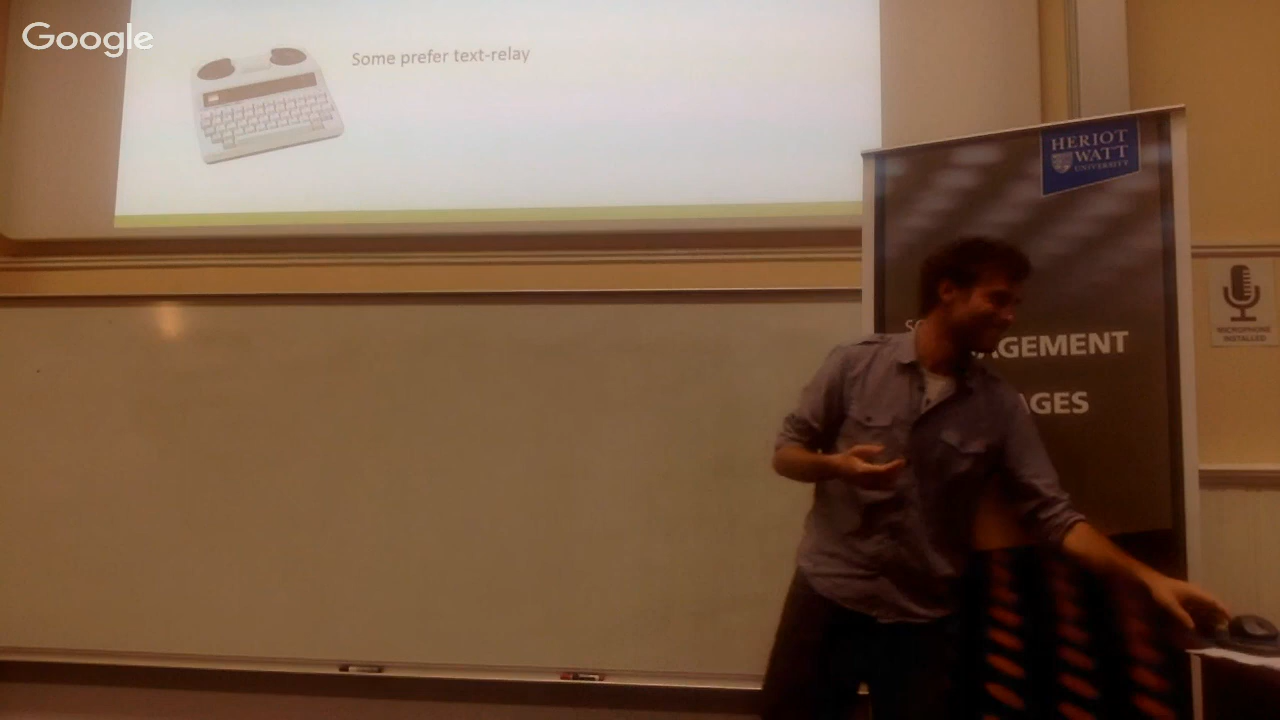 Google
Some prefer text-relay
HERIOT
WATT
UNIVERSITY
AGEMENT
AGES
MICROPHONE
INSTALLED